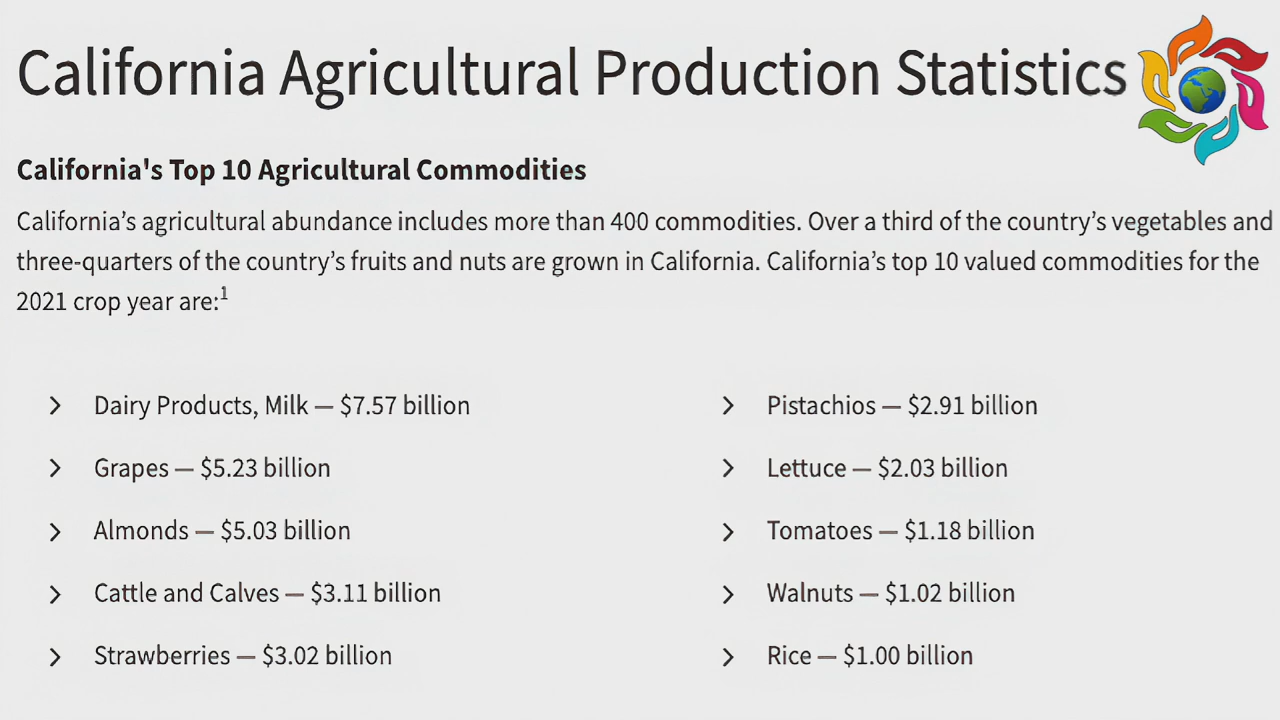 California Agricultural Production Statistics
California's Top 10 Agricultural Commodities
California’s agricultural abundance includes more than 400 commodities. Over a third of the country’s vegetables and
three-quarters of the country’s fruits and nuts are grown in California. California’s top 10 valued commodities for the
2021 crop year are:1
Dairy Products, Milk — $7.57 billion
Grapes — $5.23 billion
Almonds — $5.03 billion
Cattle and Calves — $3.11 billion
Strawberries — $3.02 billion
Pistachios — $2.91 billion
Lettuce — $2.03 billion
Tomatoes — $1.18 billion
Walnuts — $1.02 billion
Rice — $1.00 billion